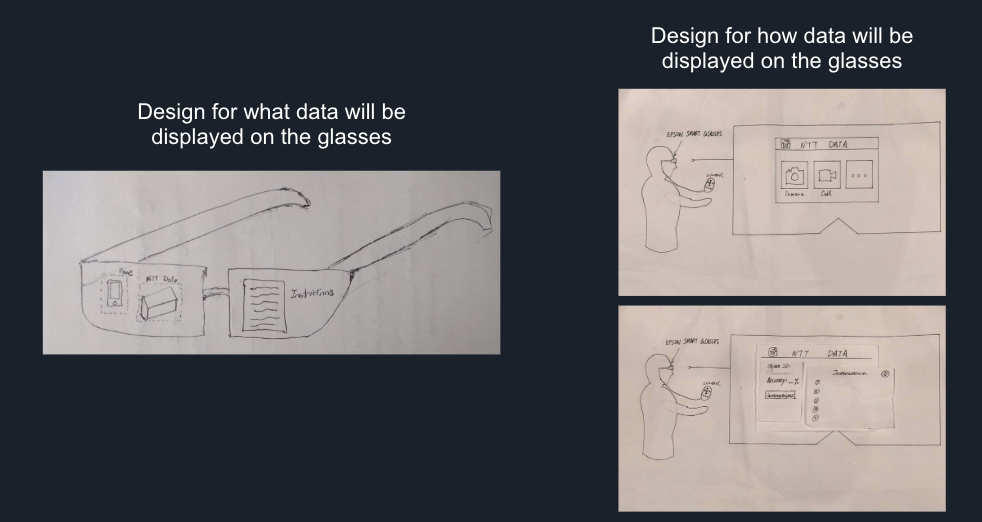 Design for what data will be
displayed on the glasses
Phone
NTT Data
Instructions
Design for how data will be
displayed on the glasses
EPSON SMART GLASSES
NTT DATA
Camera
Call
EPSON SMART GLASSES
NTT DATA
Object ID:
Accuracy: _%
Instructions
Instructions